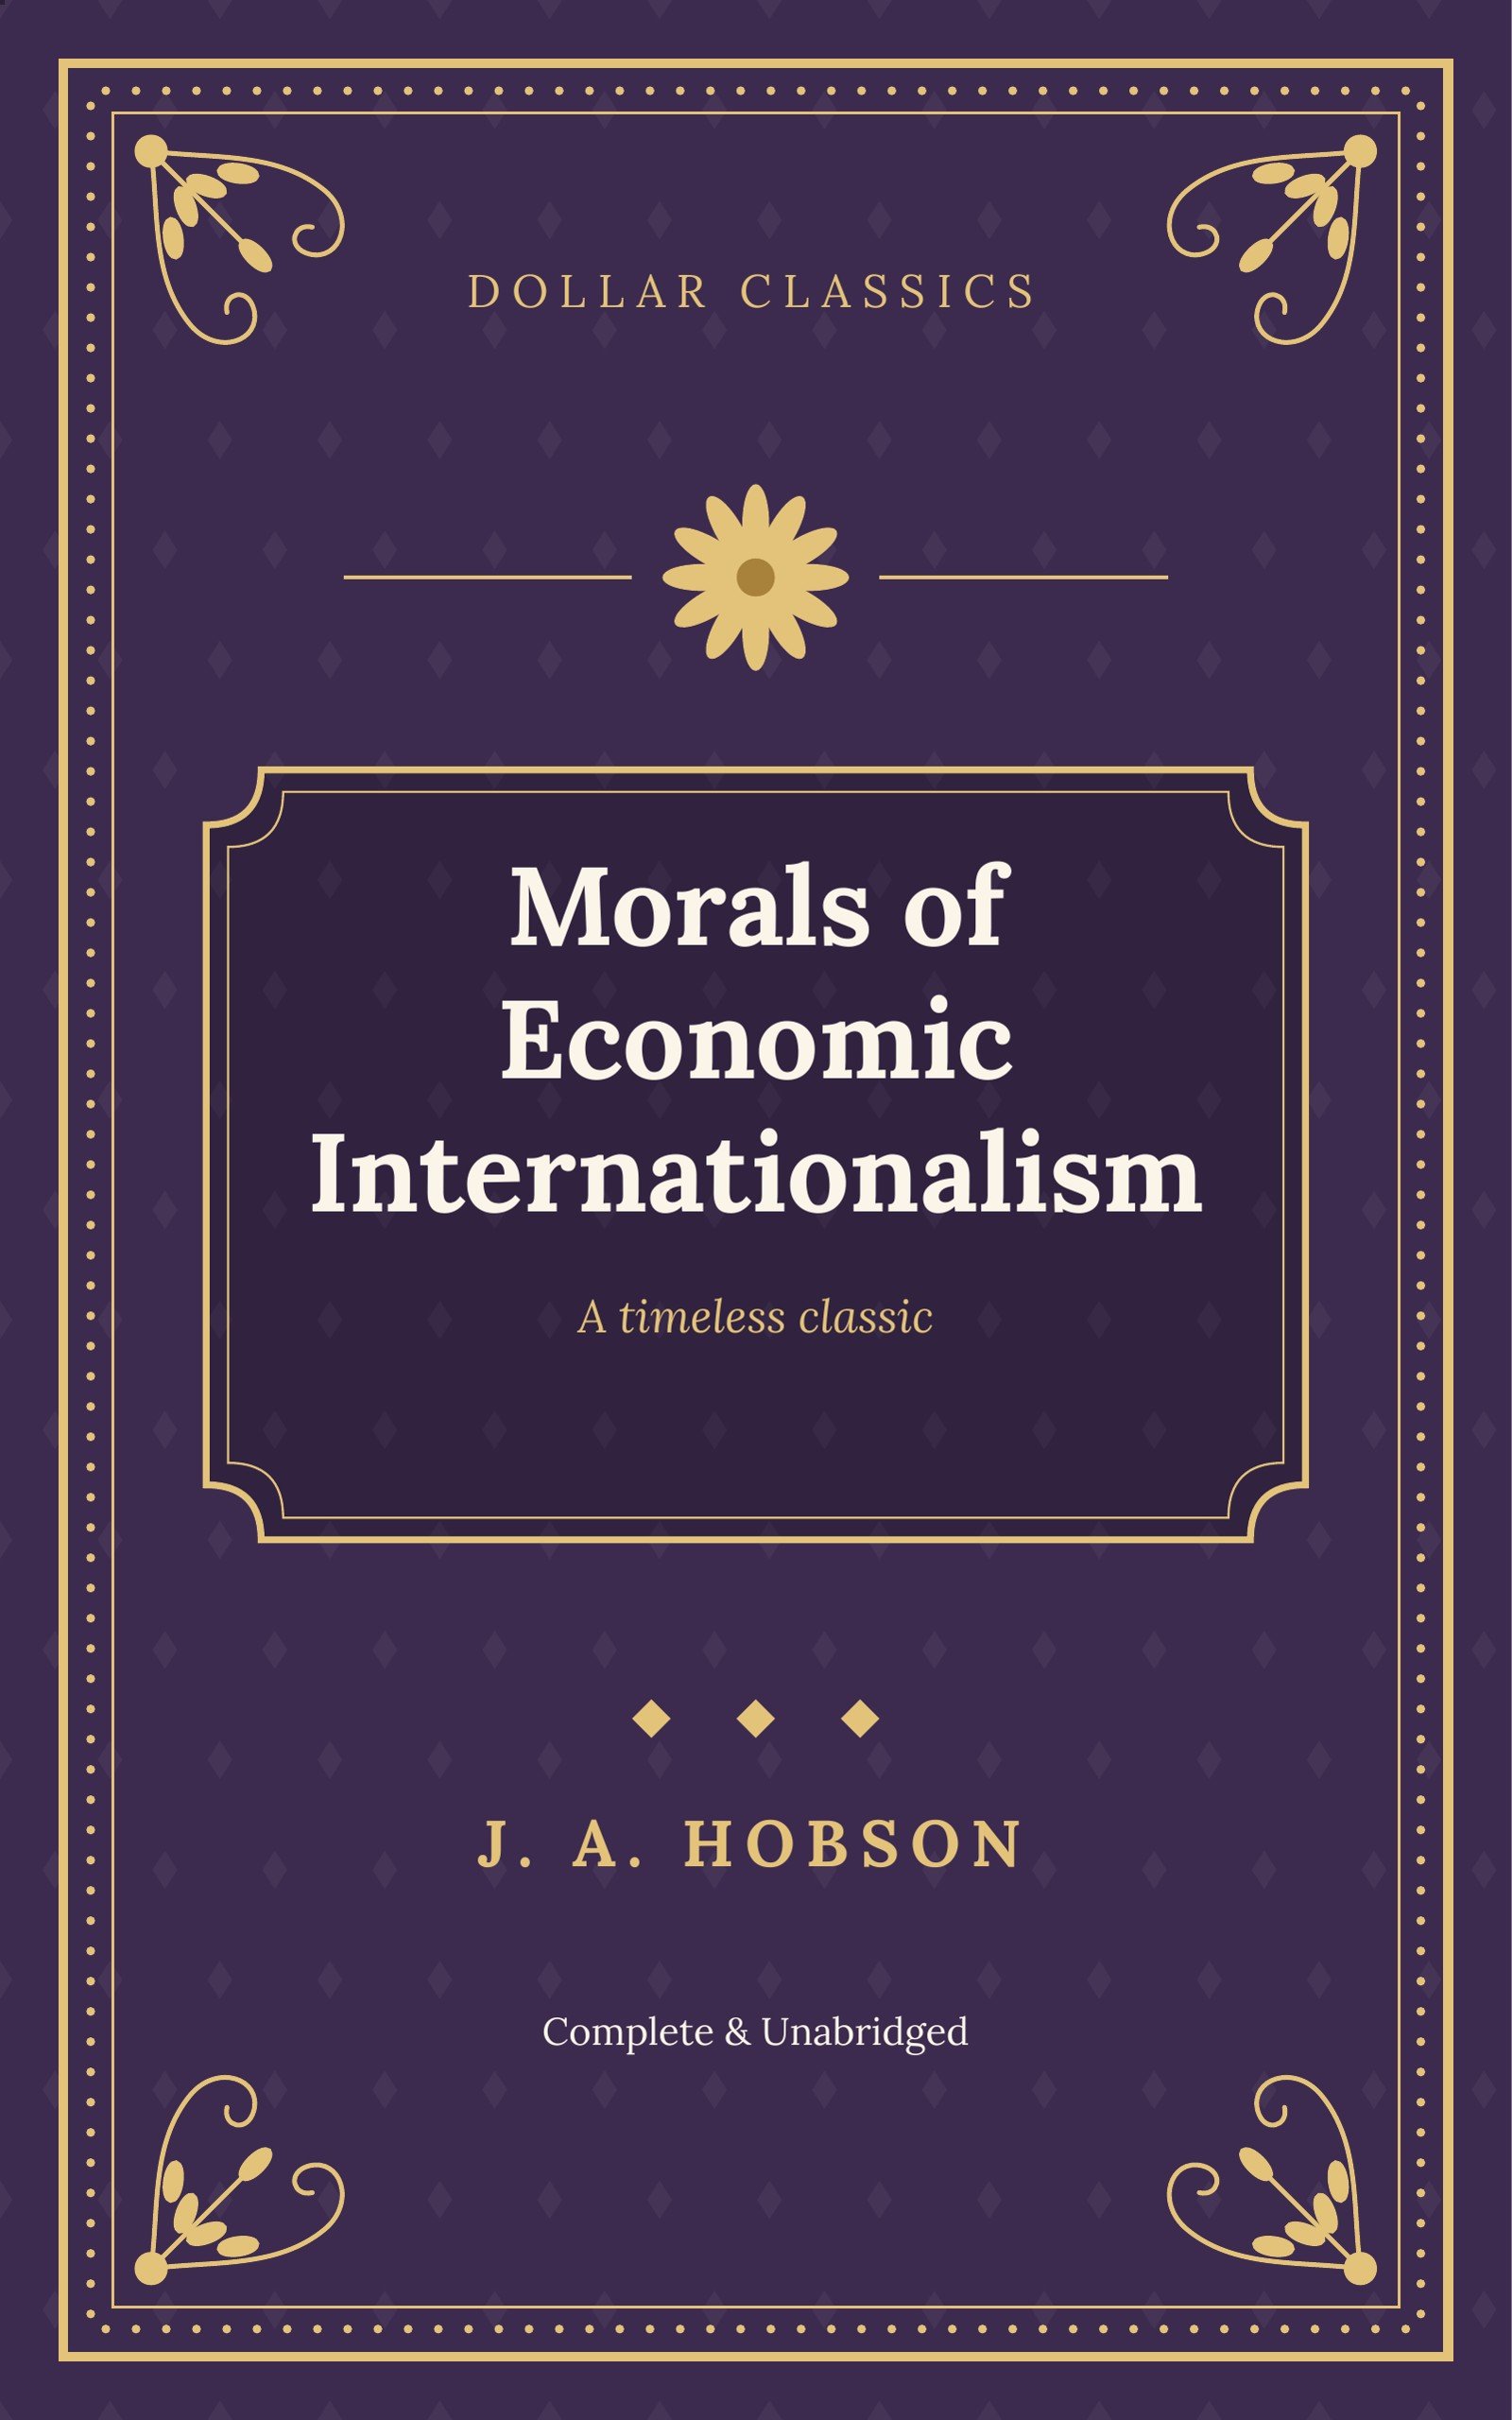 DOLLAR CLASSICS
Morals of
Economic
Internationalism
A timeless classic
J. A. HOBSON
Complete & Unabridged